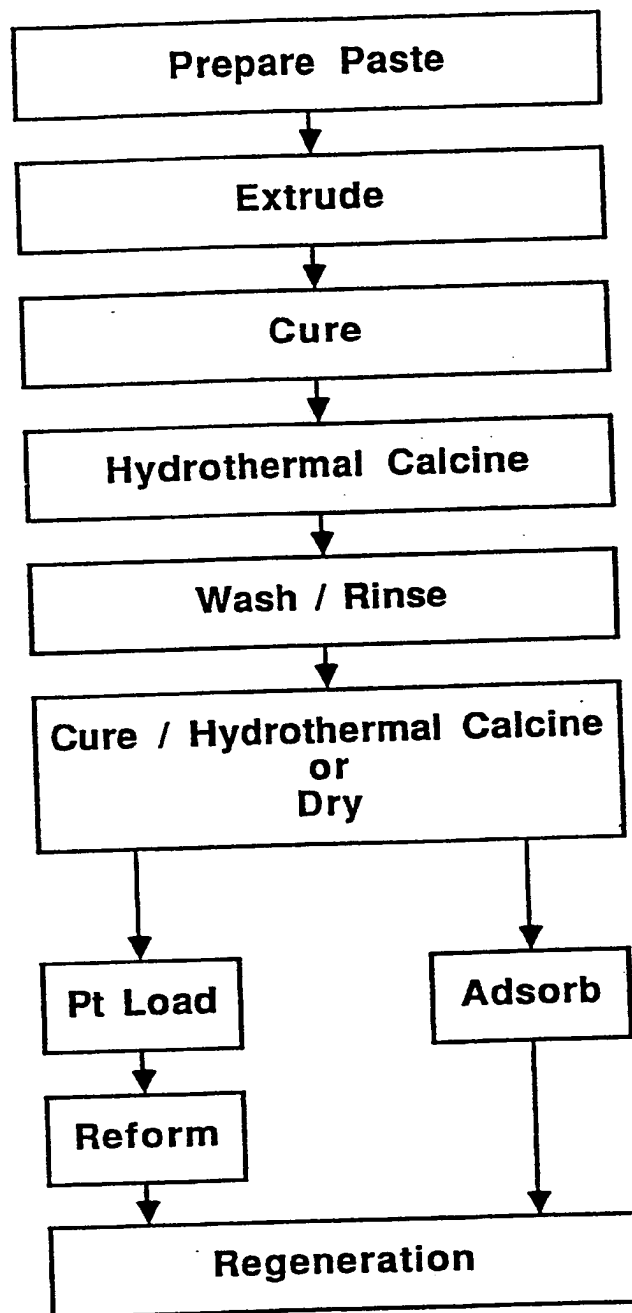 Prepare Paste
Extrude
Cure
Hydrothermal Calcine
Wash / Rinse
Cure / Hydrothermal Calcine
or
Dry
Pt Load
Adsorb
Reform
Regeneration